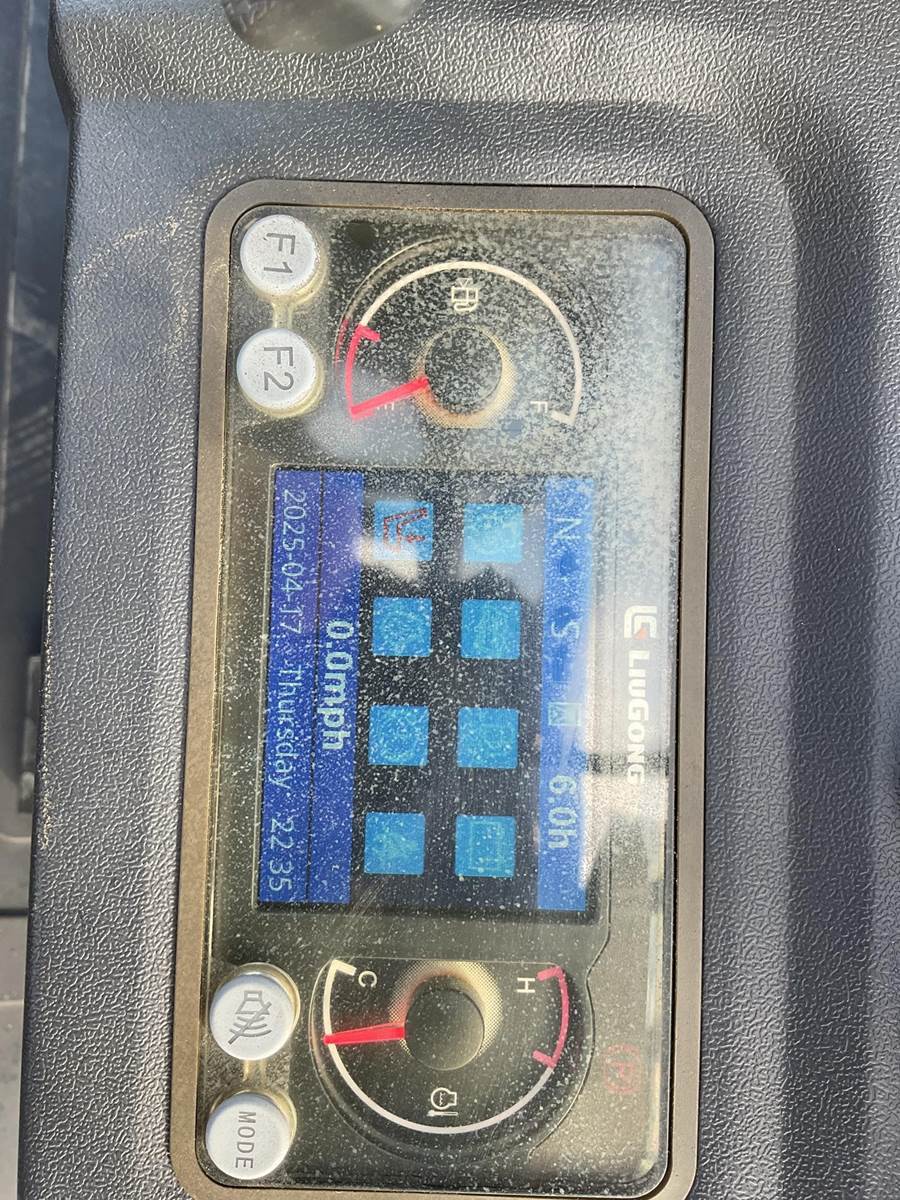 LIUGONG
(P)
F
E
N S 6.0h
H
C
0.0mph
2025-04-17 Thursday 22 35
F1
F2
MODE